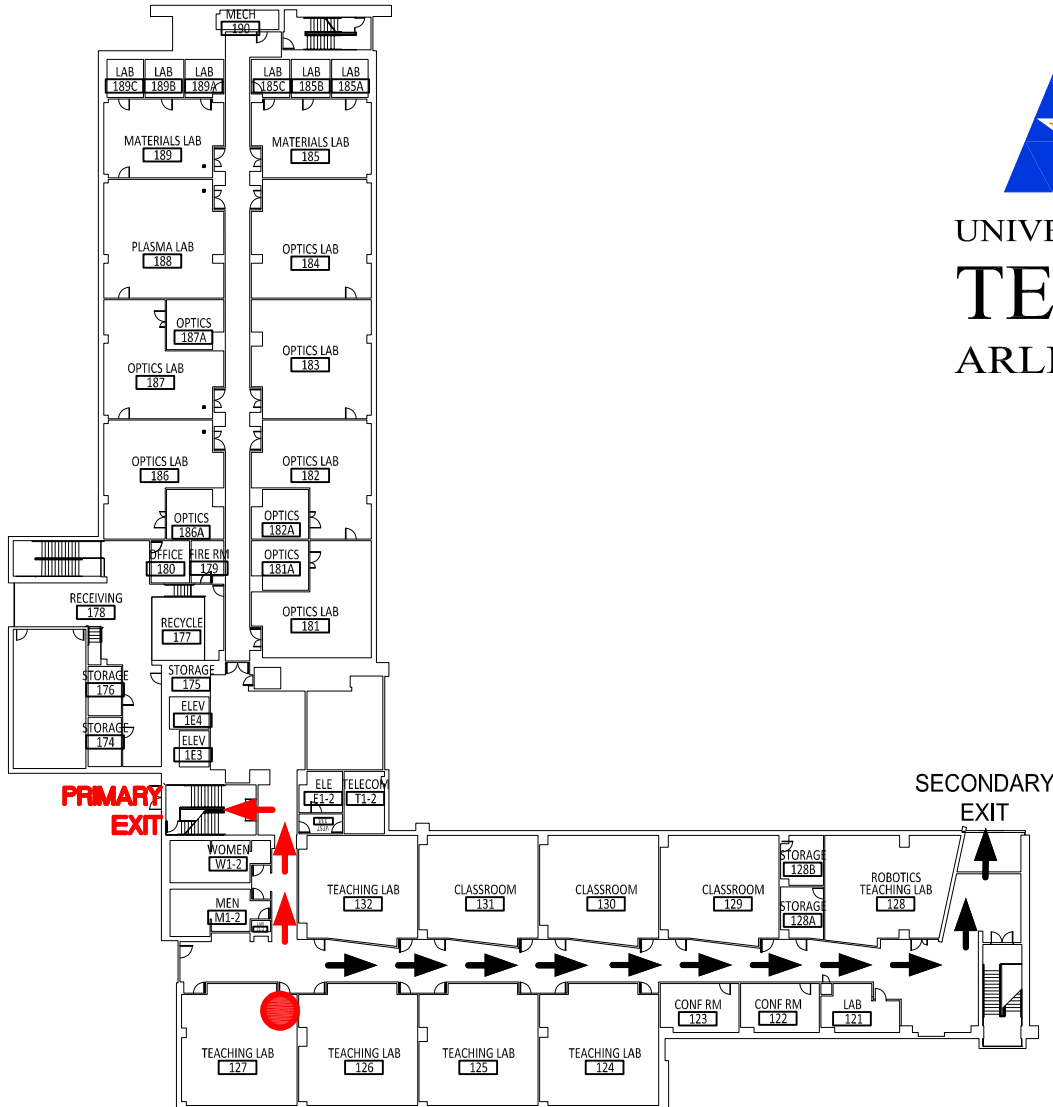 MECH
190
LAB
189C
LAB
189B
LAB
189A
LAB
185C
LAB
185B
LAB
185A
MATERIALS LAB
189
MATERIALS LAB
185
UNIVE
TE
ARLI
PLASMA LAB
188
OPTICS LAB
184
OPTICS
187A
OPTICS LAB
187
OPTICS LAB
183
OPTICS LAB
186
OPTICS LAB
182
OPTICS
186A
OPTICS
182A
OFFICE
180
FIRE RM
179
OPTICS
181A
RECEIVING
178
RECYCLE
177
OPTICS LAB
181
STORAGE
176
STORAGE
175
ELEV
1E4
STORAGE
174
ELEV
1E3
PRIMARY
EXIT
ELE
E1-2
TELECOM
T1-2
SECONDARY
EXIT
WOMEN
W1-2
MEN
M1-2
TEACHING LAB
132
CLASSROOM
131
CLASSROOM
130
CLASSROOM
129
STORAGE
128B
STORAGE
128A
ROBOTICS
TEACHING LAB
128
CONF RM
123
CONF RM
122
LAB
121
TEACHING LAB
127
TEACHING LAB
126
TEACHING LAB
125
TEACHING LAB
124